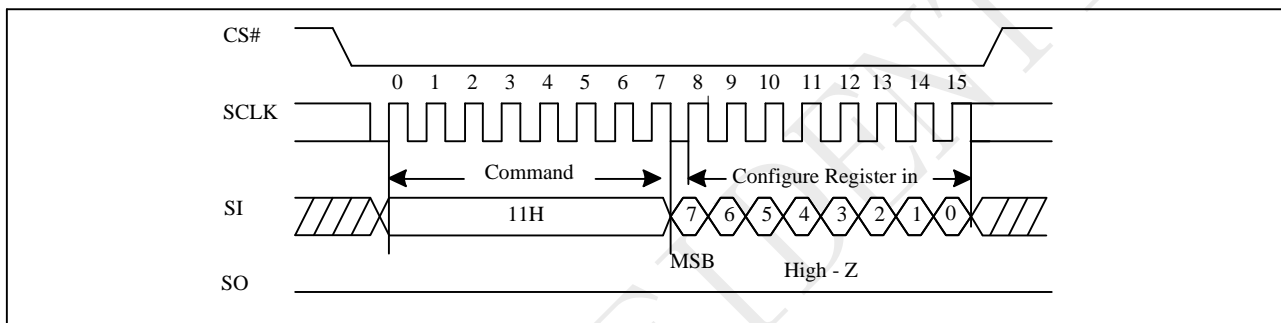 CS#
0 1 2 3 4 5 6 7 8 9 10 11 12 13 14 15
SCLK
Command Configure Register in
SI 11H 7 6 5 4 3 2 1 0
MSB High - Z
SO